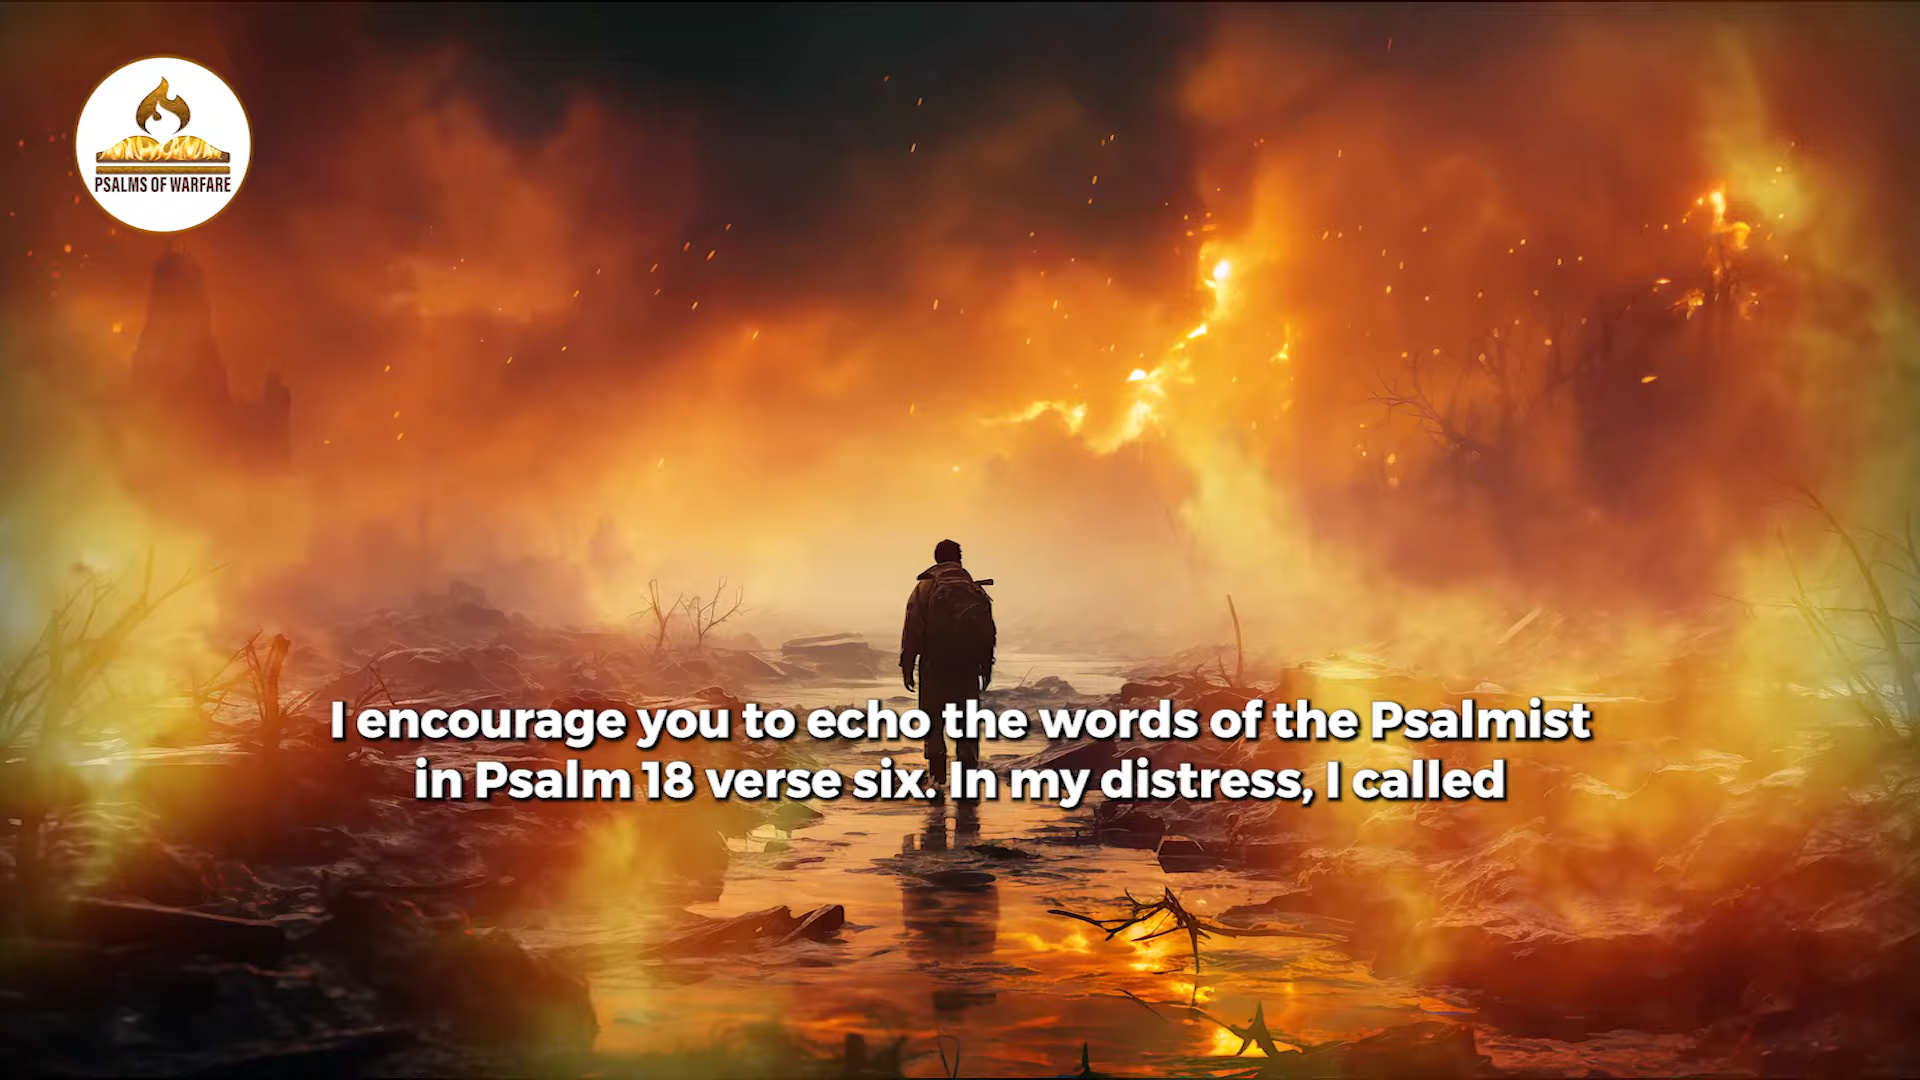 PSALMS OF WARFARE
I encourage you to echo the words of the Psalmist
in Psalm 18 verse six. In my distress, I called